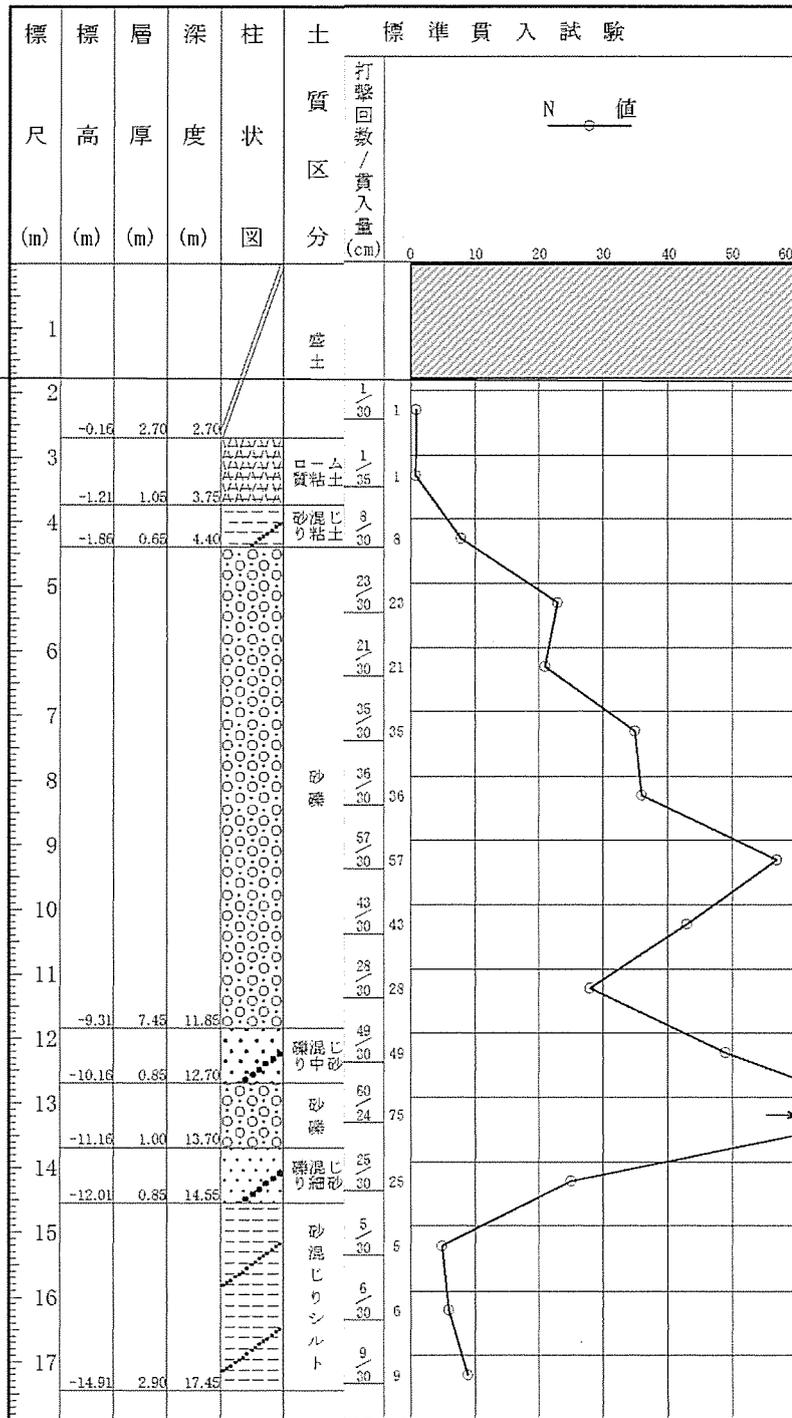 標尺(m)
標高(m)
層厚(m)
深度(m)
柱状図
土質区分
標準貫入試験
打撃回数/貫入量(cm)
N 値
0 10 20 30 40 50 60
1
盛土
2
1/30 1
-0.16 2.70 2.70
3
ローム質粘土
1/35 1
-1.21 1.05 3.75
4
砂混じり粘土
8/30 8
-1.86 0.65 4.40
5
23/30 23
6
21/30 21
7
35/30 35
8
砂礫
36/30 36
9
57/30 57
10
43/30 43
11
28/30 28
-9.31 7.45 11.85
12
礫混じり中砂
49/30 49
-10.16 0.85 12.70
13
砂礫
60/24 75
-11.16 1.00 13.70
14
礫混じり細砂
25/30 25
-12.01 0.85 14.55
15
砂混じりシルト
5/30 5
16
6/30 6
17
9/30 9
-14.91 2.90 17.45